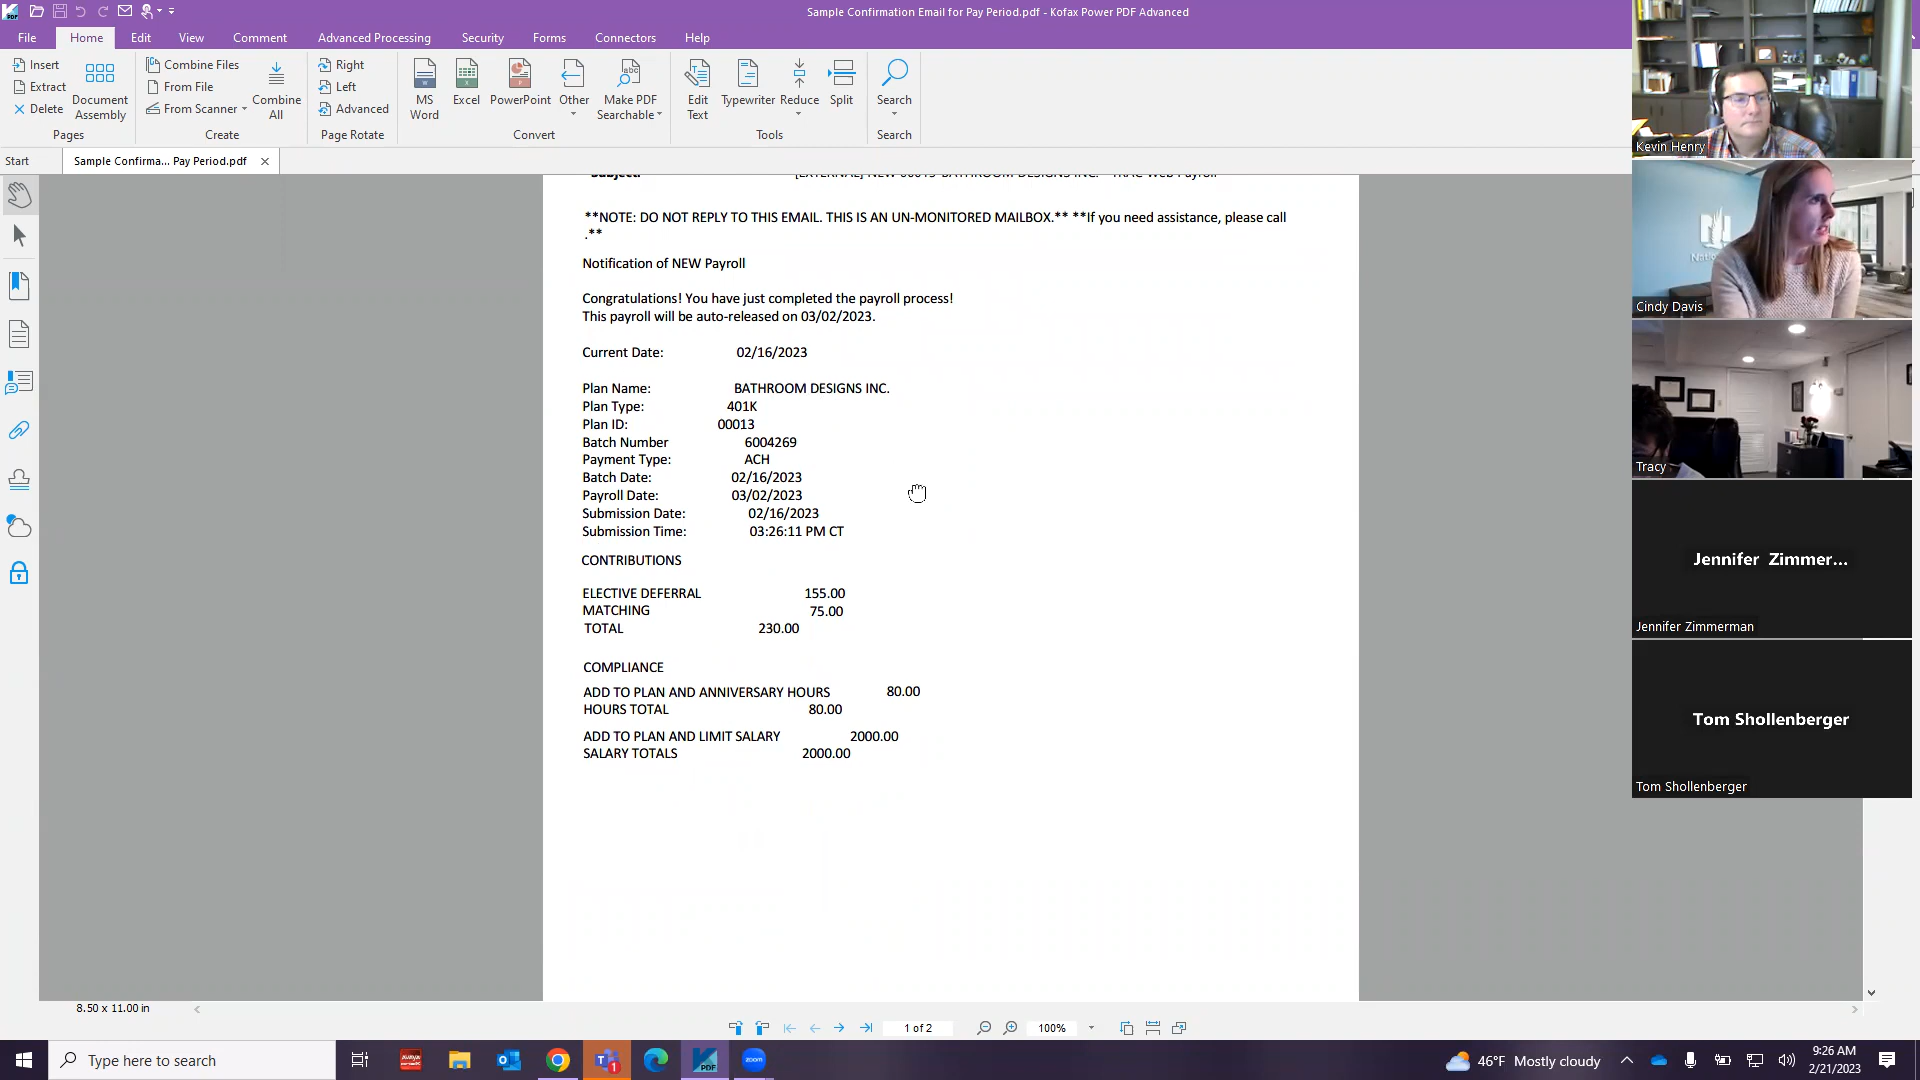 Sample Confirmation Email for Pay Period.pdf - Kofax Power PDF Advanced
File Home Edit View Comment Advanced Processing Security Forms Connectors Help
Insert
Extract
Delete
Document Assembly
Pages
Combine Files
From File
From Scanner
Combine All
Create
Right
Left
Advanced
Page Rotate
MS Word
Excel
PowerPoint
Other
Make PDF Searchable
Convert
Edit Text
Typewriter
Reduce
Split
Tools
Search
Search
Start
Sample Confirma... Pay Period.pdf
Subject: [EXTERNAL] NEW 00013 BATHROOM DESIGNS INC. - TRAC Web Payroll
**NOTE: DO NOT REPLY TO THIS EMAIL. THIS IS AN UN-MONITORED MAILBOX.** **If you need assistance, please call
.**
Notification of NEW Payroll
Congratulations! You have just completed the payroll process!
This payroll will be auto-released on 03/02/2023.
Current Date: 02/16/2023
Plan Name: BATHROOM DESIGNS INC.
Plan Type: 401K
Plan ID: 00013
Batch Number 6004269
Payment Type: ACH
Batch Date: 02/16/2023
Payroll Date: 03/02/2023
Submission Date: 02/16/2023
Submission Time: 03:26:11 PM CT
CONTRIBUTIONS
ELECTIVE DEFERRAL 155.00
MATCHING 75.00
TOTAL 230.00
COMPLIANCE
ADD TO PLAN AND ANNIVERSARY HOURS 80.00
HOURS TOTAL 80.00
ADD TO PLAN AND LIMIT SALARY 2000.00
SALARY TOTALS 2000.00
Kevin Henry
Cindy Davis
Tracy
Jennifer Zimmer...
Jennifer Zimmerman
Tom Shollenberger
Tom Shollenberger
8.50 x 11.00 in
1 of 2
100%
Type here to search
zoom
46°F Mostly cloudy
9:26 AM
2/21/2023